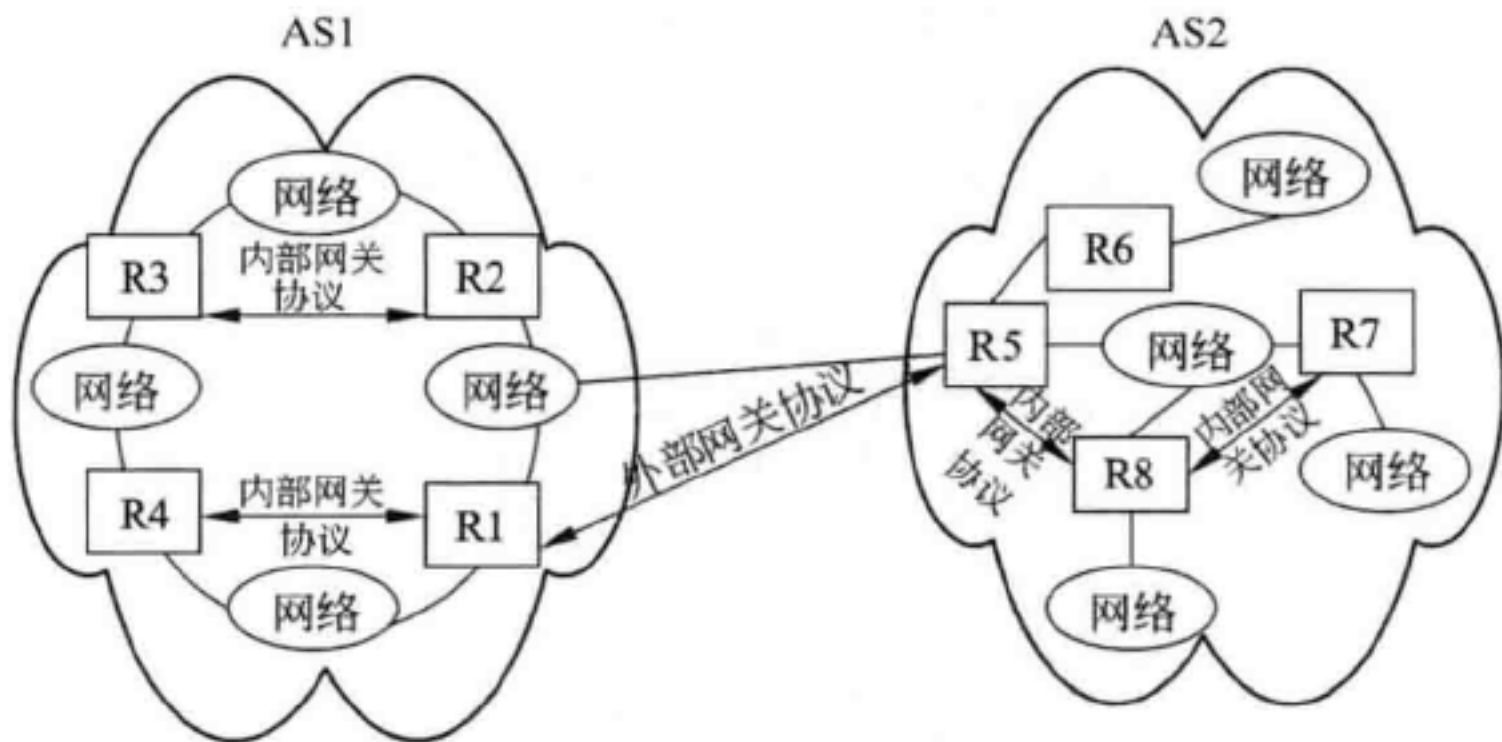 AS1
AS2
网络
网络
R3
内部网关
协议
R2
R6
网络
网络
R5
网络
R7
外部网关协议
内部
网关
协议
内部网
关协议
R4
内部网关
协议
R1
R8
网络
网络
网络